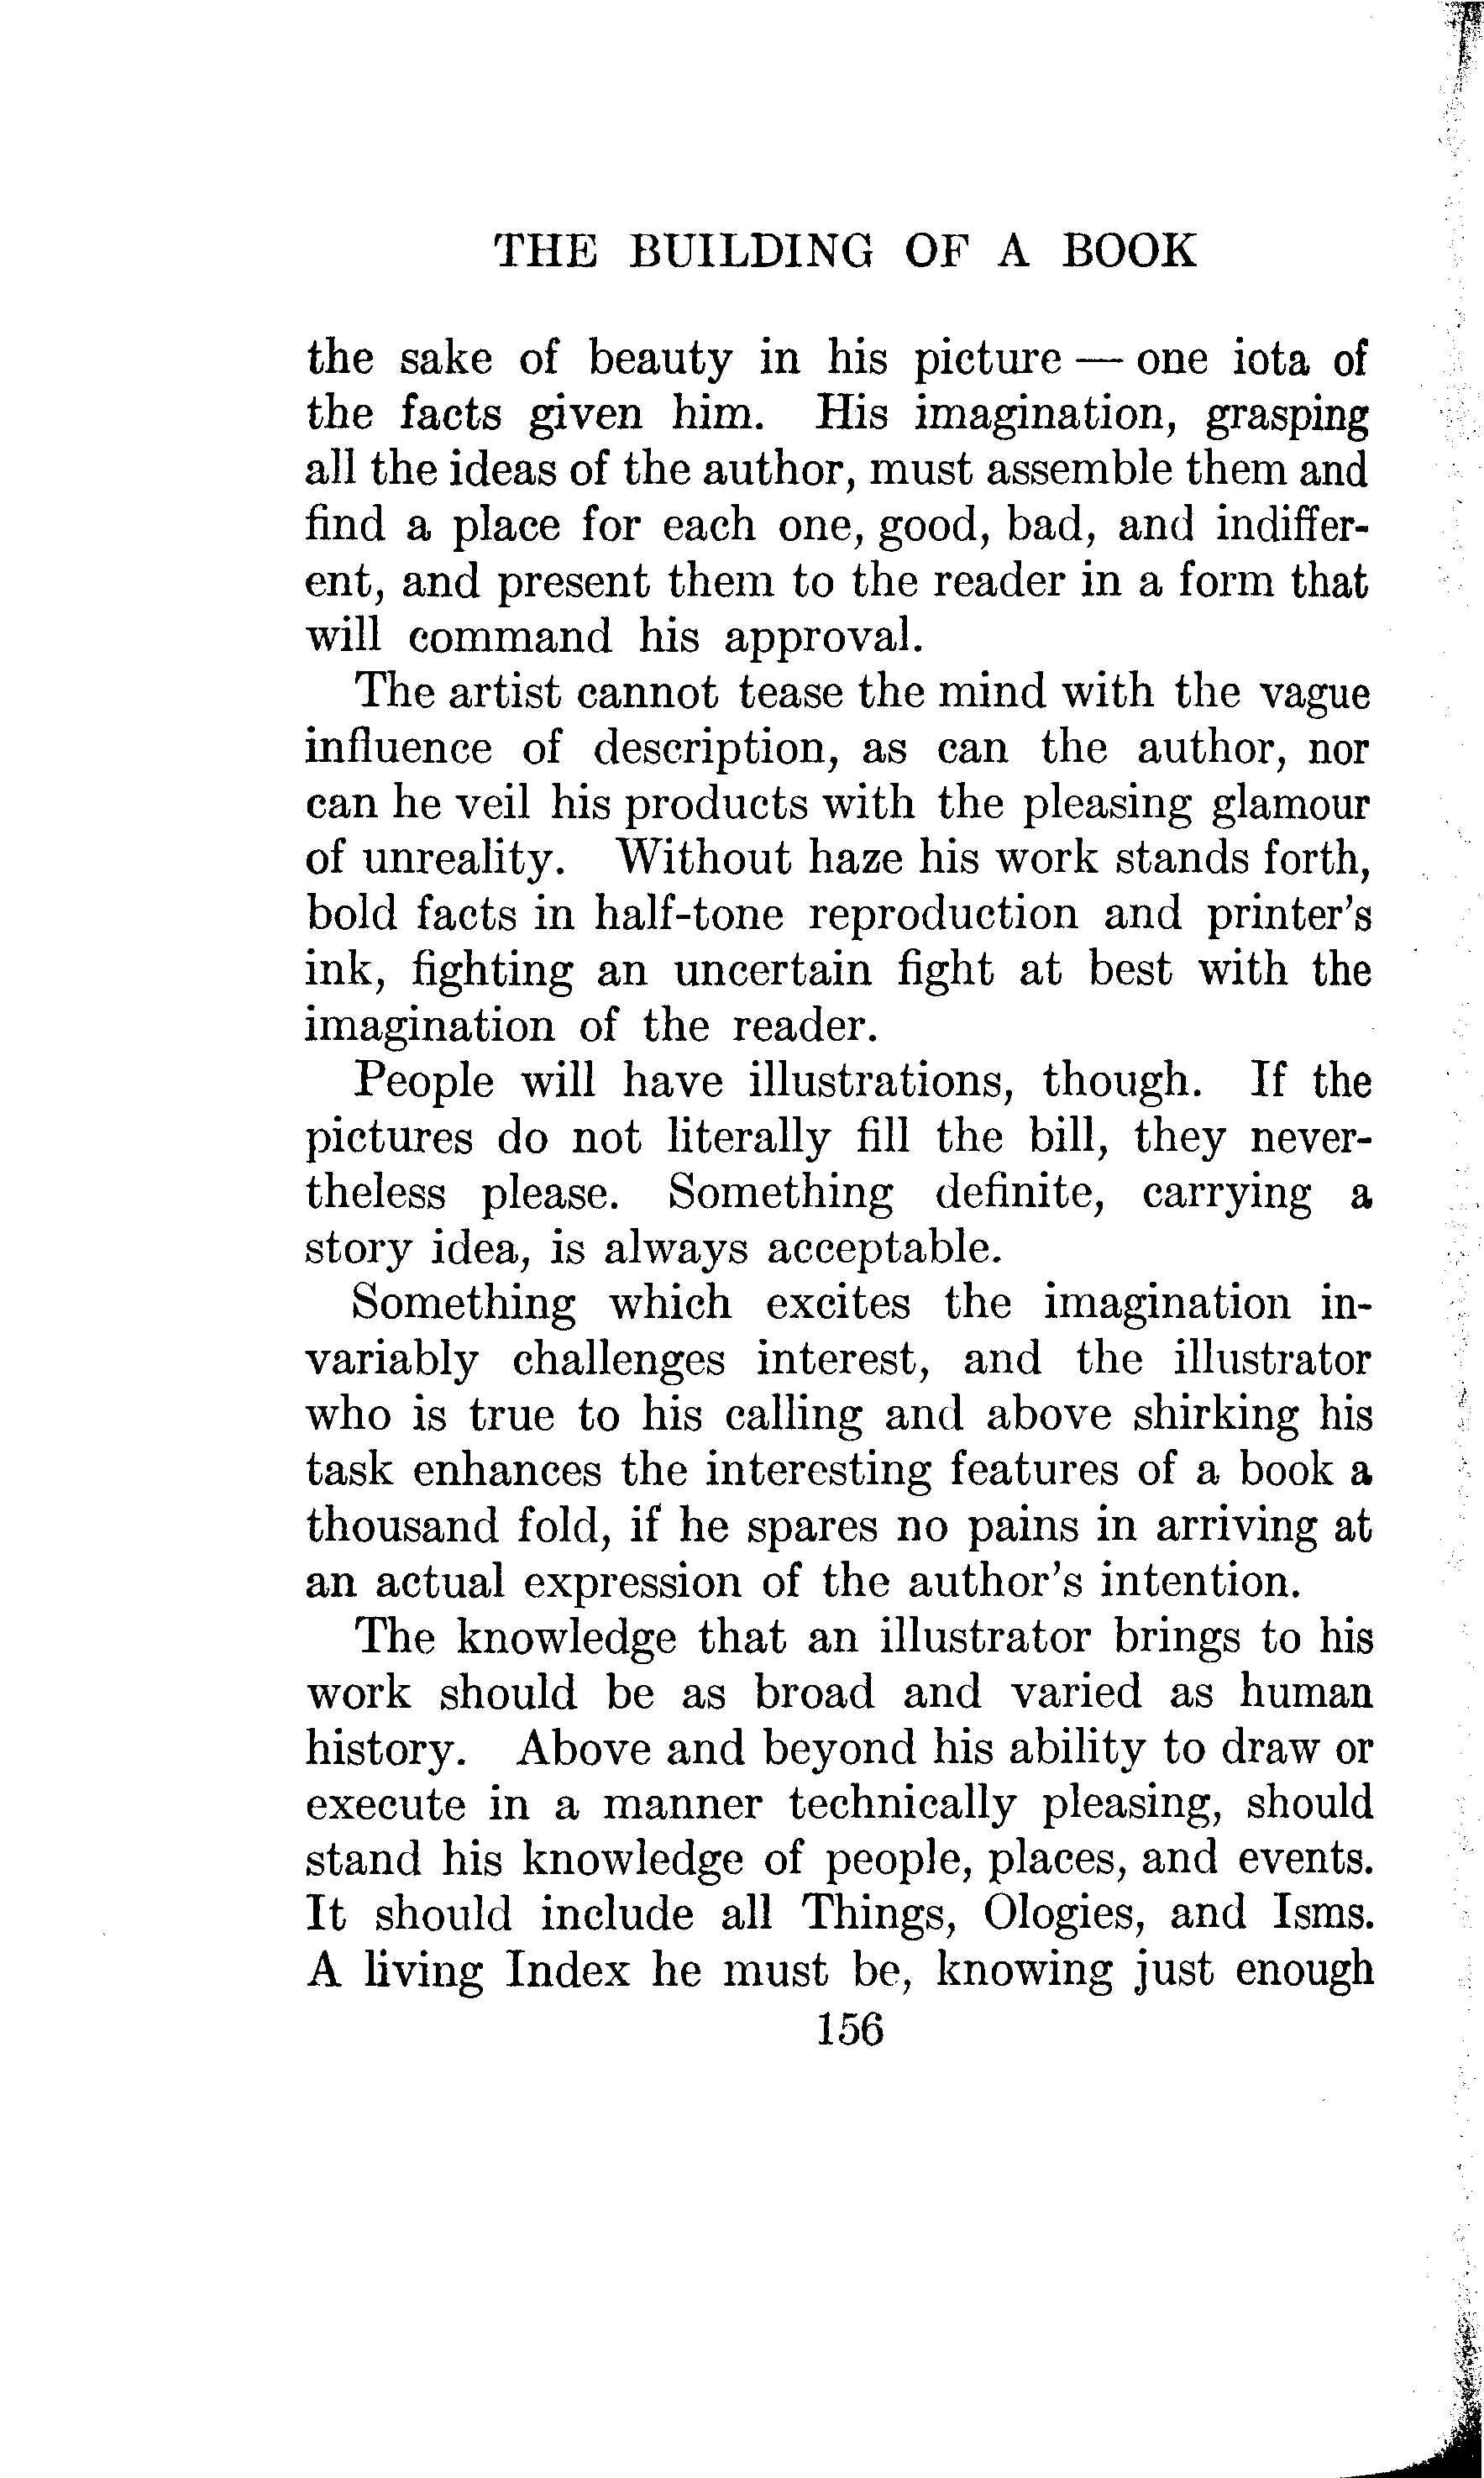 THE BUILDING OF A BOOK
the sake of beauty in his picture — one iota of
the facts given him. His imagination, grasping
all the ideas of the author, must assemble them and
find a place for each one, good, bad, and indiffer-
ent, and present them to the reader in a form that
will command his approval.
The artist cannot tease the mind with the vague
influence of description, as can the author, nor
can he veil his products with the pleasing glamour
of unreality. Without haze his work stands forth,
bold facts in half-tone reproduction and printer's
ink, fighting an uncertain fight at best with the
imagination of the reader.
People will have illustrations, though. If the
pictures do not literally fill the bill, they never-
theless please. Something definite, carrying a
story idea, is always acceptable.
Something which excites the imagination in-
variably challenges interest, and the illustrator
who is true to his calling and above shirking his
task enhances the interesting features of a book a
thousand fold, if he spares no pains in arriving at
an actual expression of the author's intention.
The knowledge that an illustrator brings to his
work should be as broad and varied as human
history. Above and beyond his ability to draw or
execute in a manner technically pleasing, should
stand his knowledge of people, places, and events.
It should include all Things, Ologies, and Isms.
A living Index he must be, knowing just enough
156